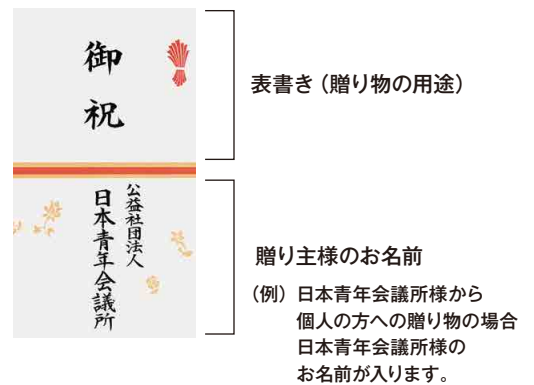 御祝
公益社団法人
日本青年会議所
表書き（贈り物の用途）
贈り主様のお名前
（例）日本青年会議所様から
個人の方への贈り物の場合
日本青年会議所様の
お名前が入ります。